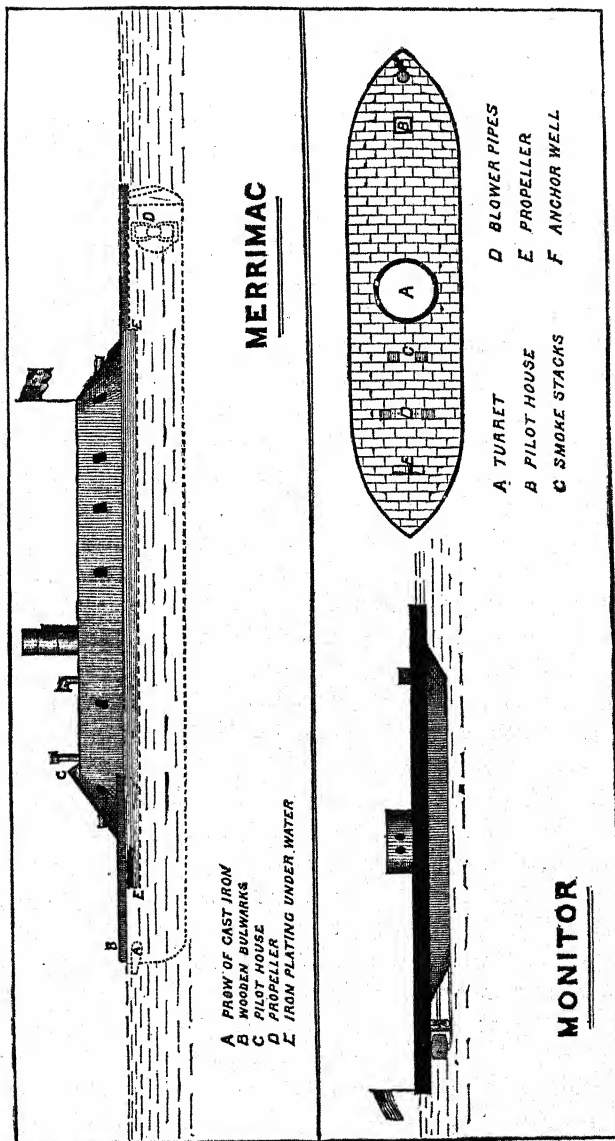 C
B
A
E
E
D
A PROW OF CAST IRON
B WOODEN BULWARKS
C PILOT HOUSE
D PROPELLER
E IRON PLATING UNDER WATER
MERRIMAC
MONITOR
E
D
C
A
B
F
A TURRET
B PILOT HOUSE
C SMOKE STACKS
D BLOWER PIPES
E PROPELLER
F ANCHOR WELL